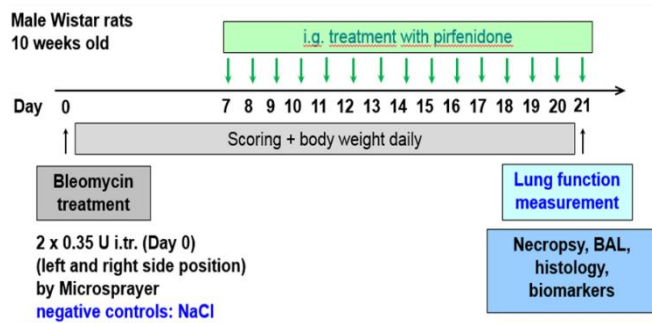 Male Wistar rats
10 weeks old
i.g. treatment with pirfenidone
Day 0 7 8 9 10 11 12 13 14 15 16 17 18 19 20 21
Scoring + body weight daily
Bleomycin
treatment
Lung function
measurement
2 x 0.35 U i.tr. (Day 0)
(left and right side position)
by Microsprayer
negative controls: NaCl
Necropsy, BAL,
histology,
biomarkers